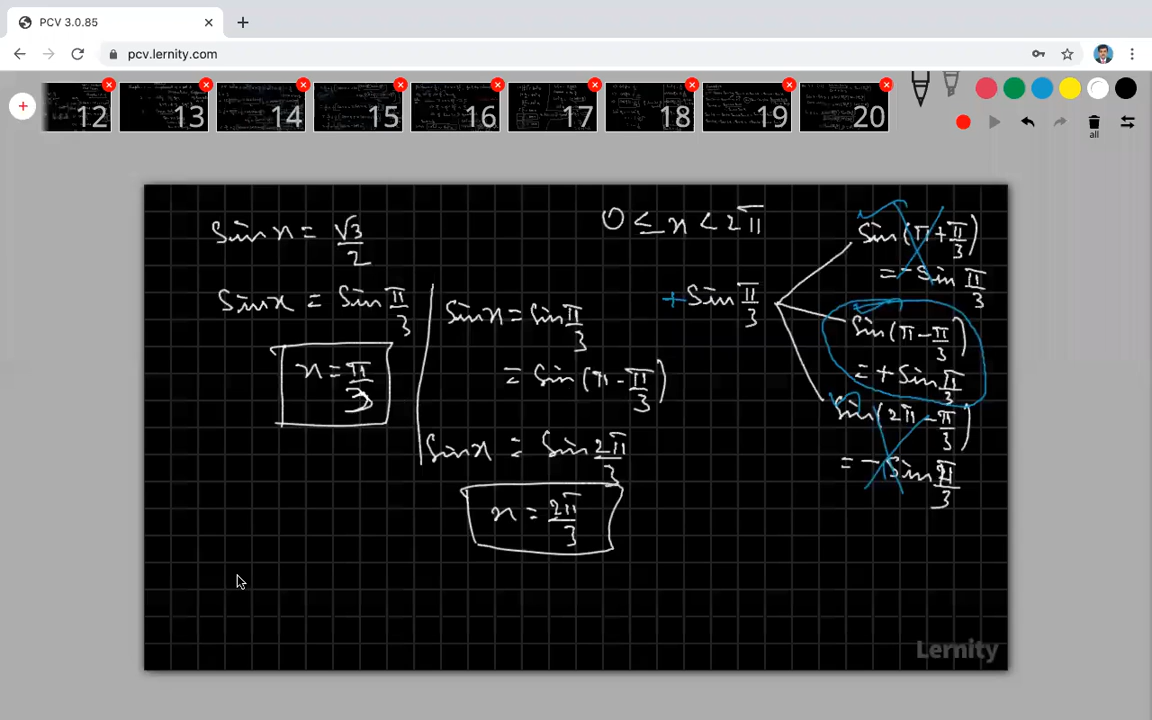 PCV 3.0.85
pcv.lernity.com
12 13 14 15 16 17 18 19 20
all
Sin x = √3/2
Sin x = Sin π/3
x = π/3
Sin x = Sin π/3
= Sin (π - π/3)
Sin x = Sin 2π/3
x = 2π/3
0 ≤ x < 2π
+ Sin π/3
Sin (π + π/3)
= - Sin π/3
Sin (π - π/3)
= + Sin π/3
Sin (2π - π/3)
= - Sin π/3
Lernity